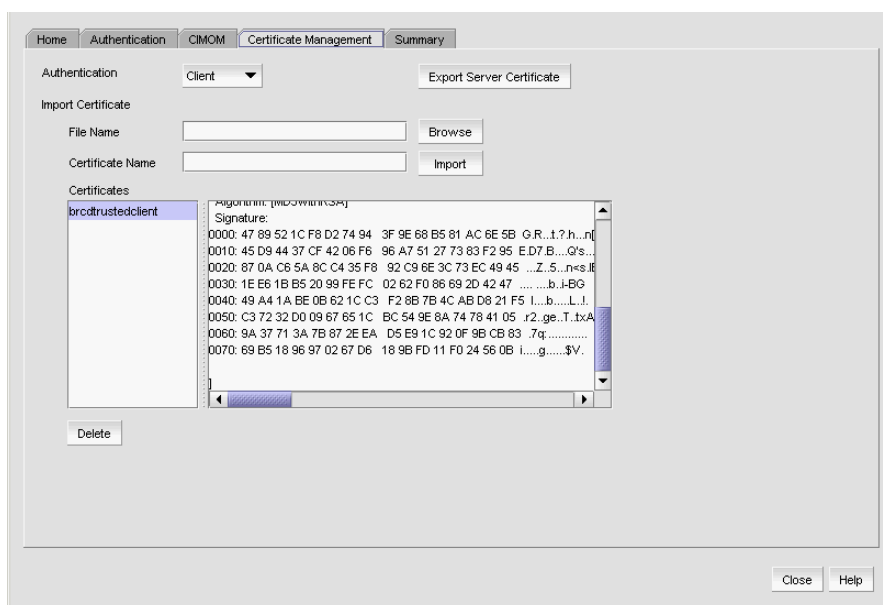 Home Authentication CIMOM Certificate Management Summary
Authentication Client Export Server Certificate
Import Certificate
File Name Browse
Certificate Name Import
Certificates
brcdtrustedclient
Algorithm: [MD5withRSA]
Signature:
0000: 47 89 52 1C F8 D2 74 94 3F 9E 68 B5 81 AC 6E 5B G.R...t.?.h...n[
0010: 45 D9 44 37 CF 42 06 F6 96 A7 51 27 73 83 F2 95 E.D7.B....Q's...
0020: 87 0A C6 5A 8C C4 35 F8 92 C9 6E 3C 73 EC 49 45 ...Z..5...n<s.IE
0030: 1E E6 1B B5 20 99 FE FC 02 62 F0 86 69 2D 42 47 .... ....b..i-BG
0040: 49 A4 1A BE 0B 62 1C C3 F2 8B 7B 4C AB D8 21 F5 I....b.....L..!.
0050: C3 72 32 D0 09 67 65 1C BC 54 9E 8A 74 78 41 05 .r2..ge..T..txA
0060: 9A 37 71 3A 7B 87 2E EA D5 E9 1C 92 0F 9B CB 83 .7q:............
0070: 69 B5 18 96 97 02 67 D6 18 9B FD 11 F0 24 56 0B i.....g......$V.
]
Delete
Close Help